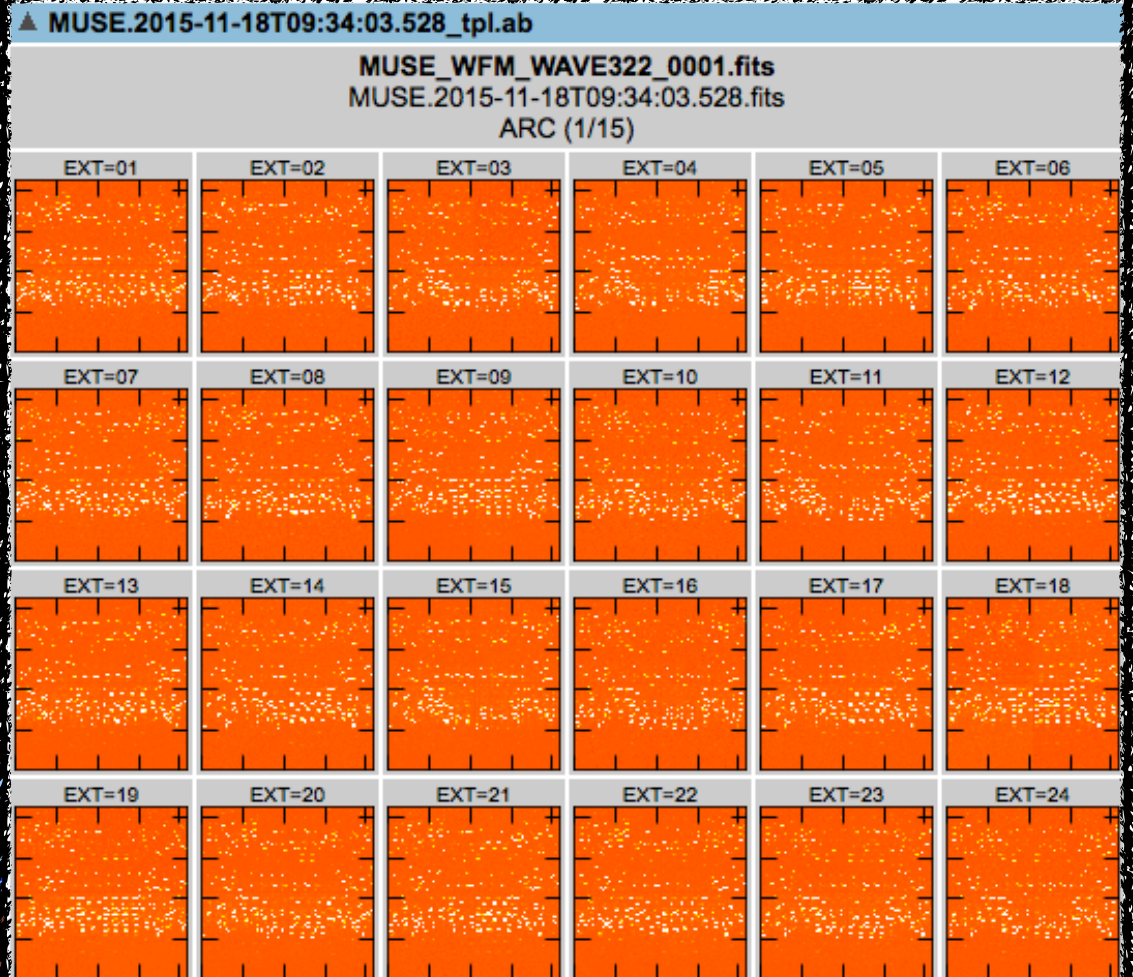 ▲ MUSE.2015-11-18T09:34:03.528_tpl.ab
MUSE_WFM_WAVE322_0001.fits
MUSE.2015-11-18T09:34:03.528.fits
ARC (1/15)
EXT=01 EXT=02 EXT=03 EXT=04 EXT=05 EXT=06
EXT=07 EXT=08 EXT=09 EXT=10 EXT=11 EXT=12
EXT=13 EXT=14 EXT=15 EXT=16 EXT=17 EXT=18
EXT=19 EXT=20 EXT=21 EXT=22 EXT=23 EXT=24